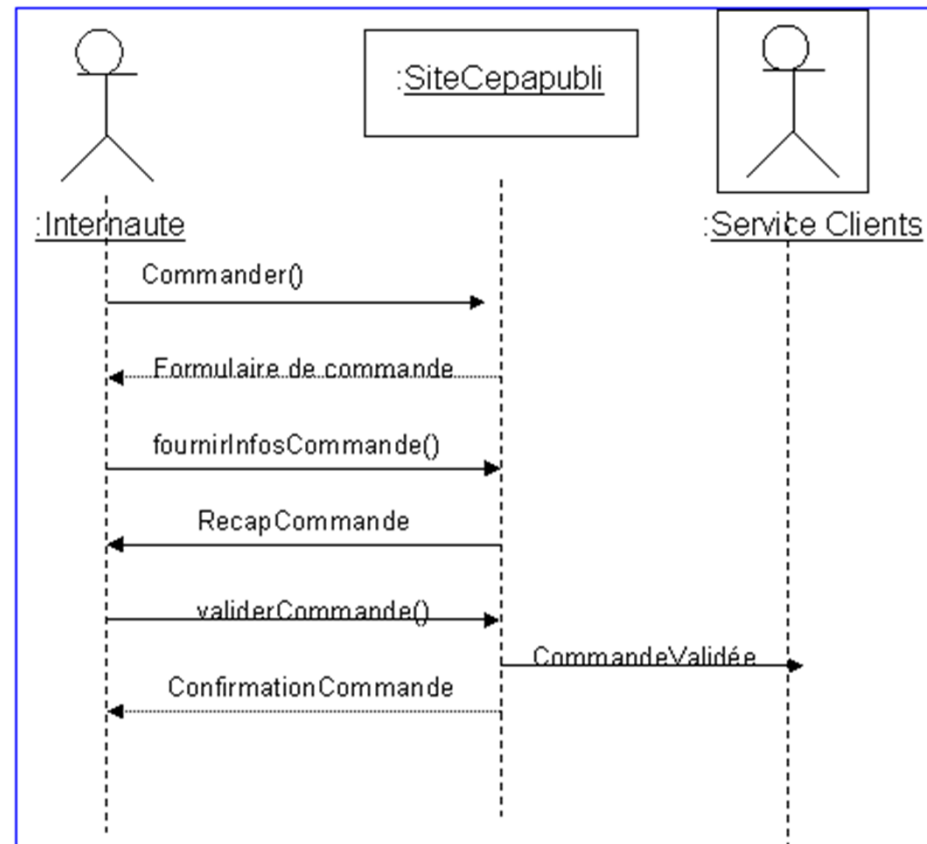 :SiteCepapubli
:Internaute
:Service Clients
Commander()
Formulaire de commande
fournirInfosCommande()
RecapCommande
validerCommande()
CommandeValidée
ConfirmationCommande